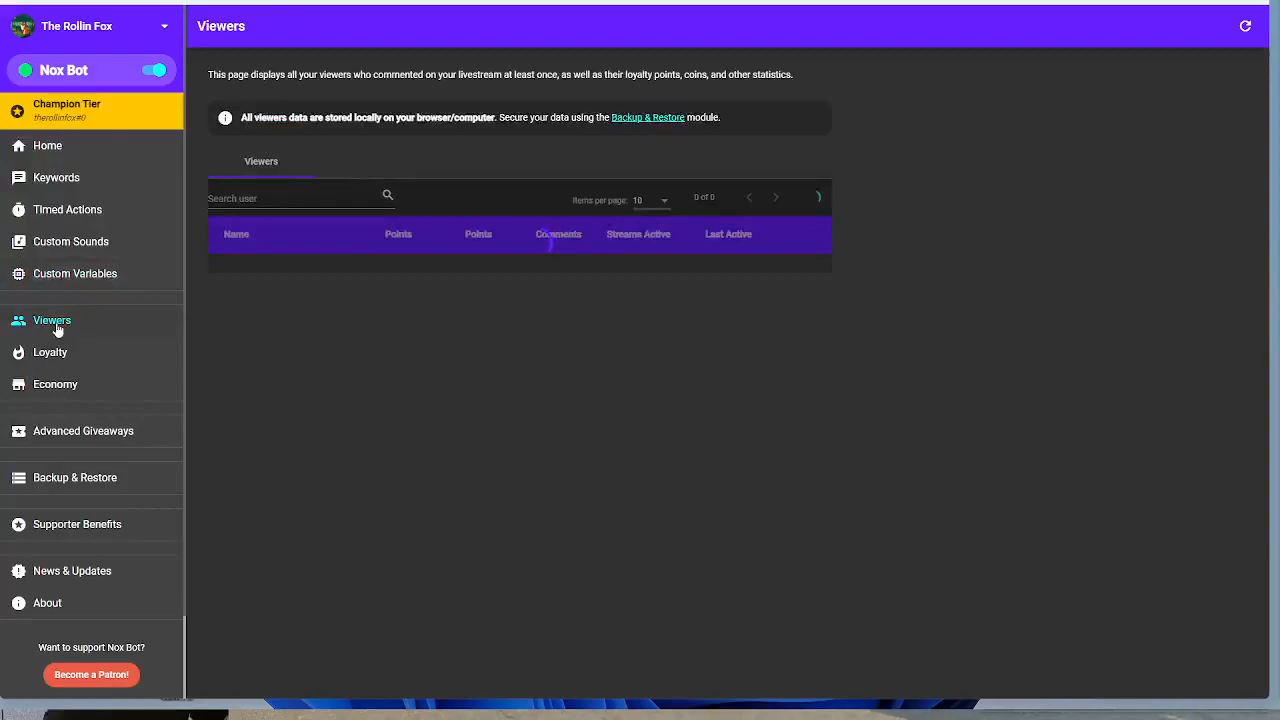 The Rollin Fox
Nox Bot
Champion Tier
therollinfox#0
Home
Keywords
Timed Actions
Custom Sounds
Custom Variables
Viewers
Loyalty
Economy
Advanced Giveaways
Backup & Restore
Supporter Benefits
News & Updates
About
Want to support Nox Bot?
Become a Patron!
Viewers
This page displays all your viewers who commented on your livestream at least once, as well as their loyalty points, coins, and other statistics.
All viewers data are stored locally on your browser/computer. Secure your data using the Backup & Restore module.
Viewers
Search user
Items per page: 10
0 of 0
Name Points Points Comments Streams Active Last Active